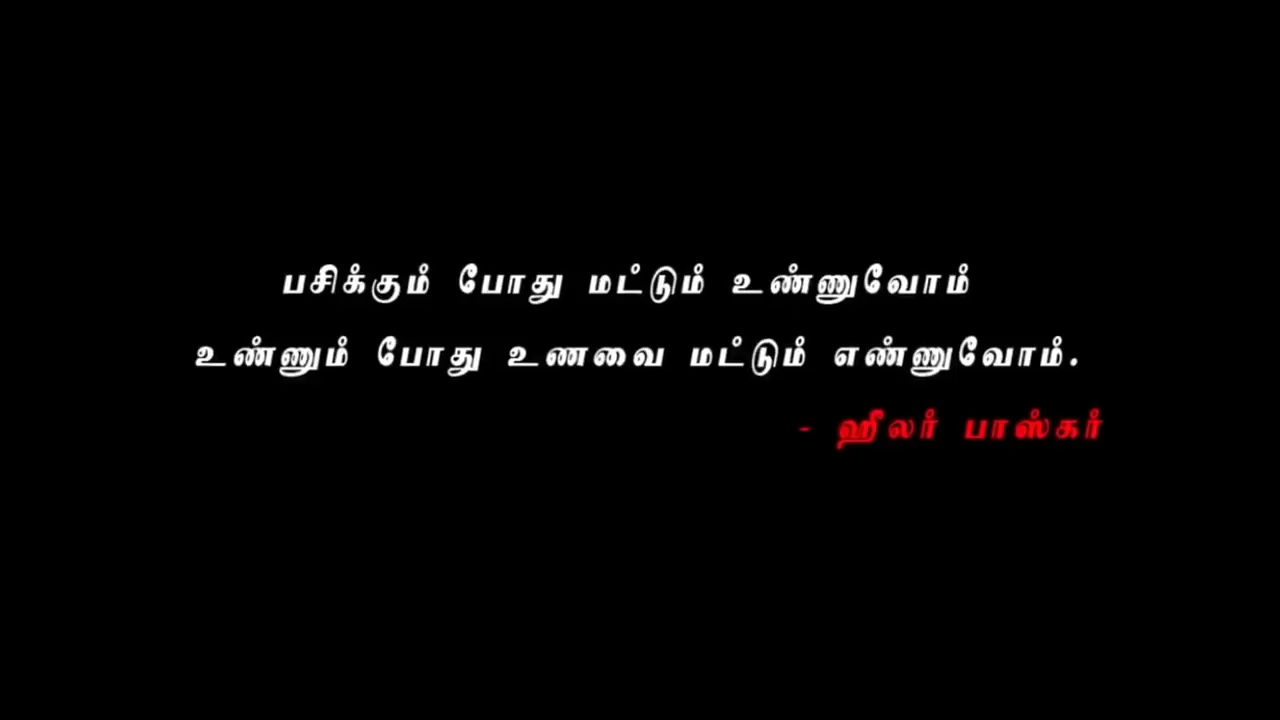 பசிக்கும் போது மட்டும் உண்ணுவோம்
உண்ணும் போது உணவை மட்டும் எண்ணுவோம்.
- ஹீலர் பாஸ்கர்